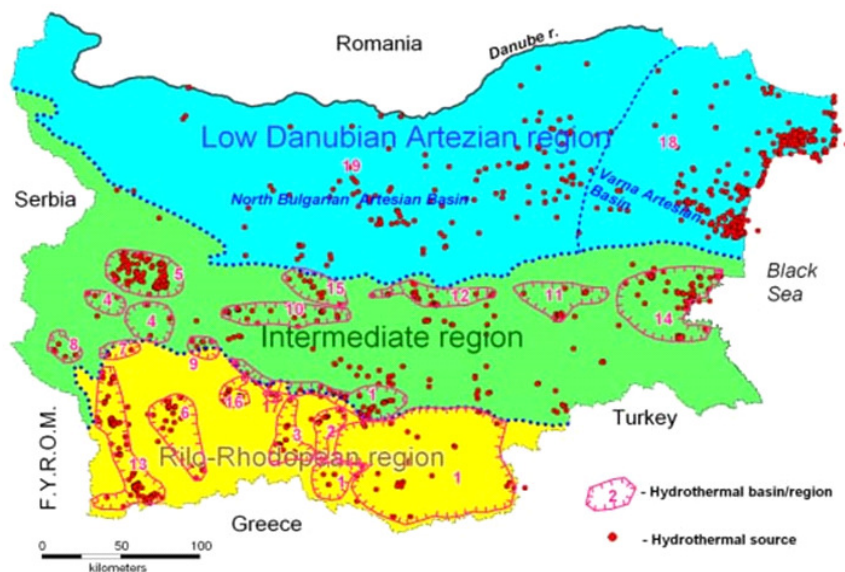 Romania
Danube r.
Low Danubian Artezian region
18
19
North Bulgarian Artesian Basin
Varna Artesian
Basin
Serbia
Black
Sea
5
4
15
12
11
10
14
4
Intermediate region
8
7
9
1
16
17
6
3
2
Turkey
F.Y.R.O.M.
Rilo-Rhodopean region
13
1
1
Greece
2
- Hydrothermal basin/region
- Hydrothermal source
0
50
100
kilometers